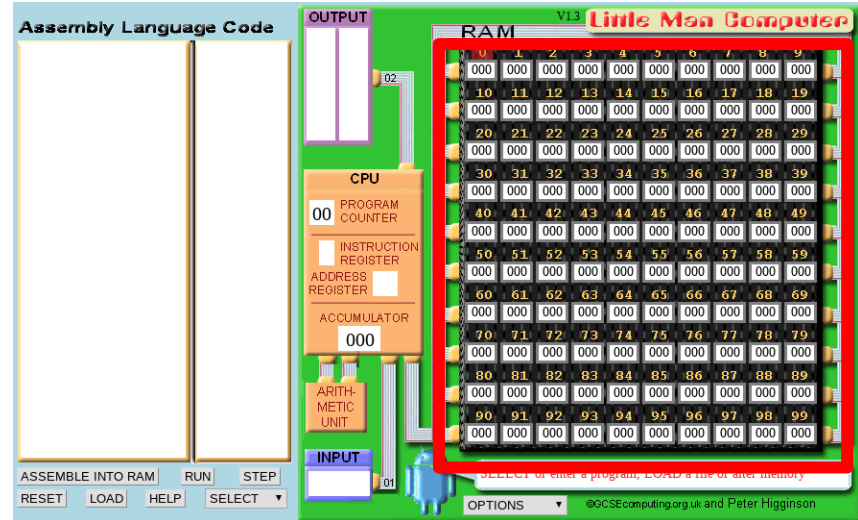 Assembly Language Code
OUTPUT
V1.3
Little Man Computer
RAM
02
0 1 2 3 4 5 6 7 8 9
000 000 000 000 000 000 000 000 000 000
10 11 12 13 14 15 16 17 18 19
000 000 000 000 000 000 000 000 000 000
20 21 22 23 24 25 26 27 28 29
000 000 000 000 000 000 000 000 000 000
30 31 32 33 34 35 36 37 38 39
000 000 000 000 000 000 000 000 000 000
40 41 42 43 44 45 46 47 48 49
000 000 000 000 000 000 000 000 000 000
50 51 52 53 54 55 56 57 58 59
000 000 000 000 000 000 000 000 000 000
60 61 62 63 64 65 66 67 68 69
000 000 000 000 000 000 000 000 000 000
70 71 72 73 74 75 76 77 78 79
000 000 000 000 000 000 000 000 000 000
80 81 82 83 84 85 86 87 88 89
000 000 000 000 000 000 000 000 000 000
90 91 92 93 94 95 96 97 98 99
000 000 000 000 000 000 000 000 000 000
CPU
00 PROGRAM
COUNTER
INSTRUCTION
REGISTER
ADDRESS
REGISTER
ACCUMULATOR
000
ARITH-
METIC
UNIT
INPUT
01
SELECT or enter a program, LOAD a file or alter memory
ASSEMBLE INTO RAM RUN STEP
RESET LOAD HELP SELECT ▼
OPTIONS ▼
©GCSEcomputing.org.uk and Peter Higginson